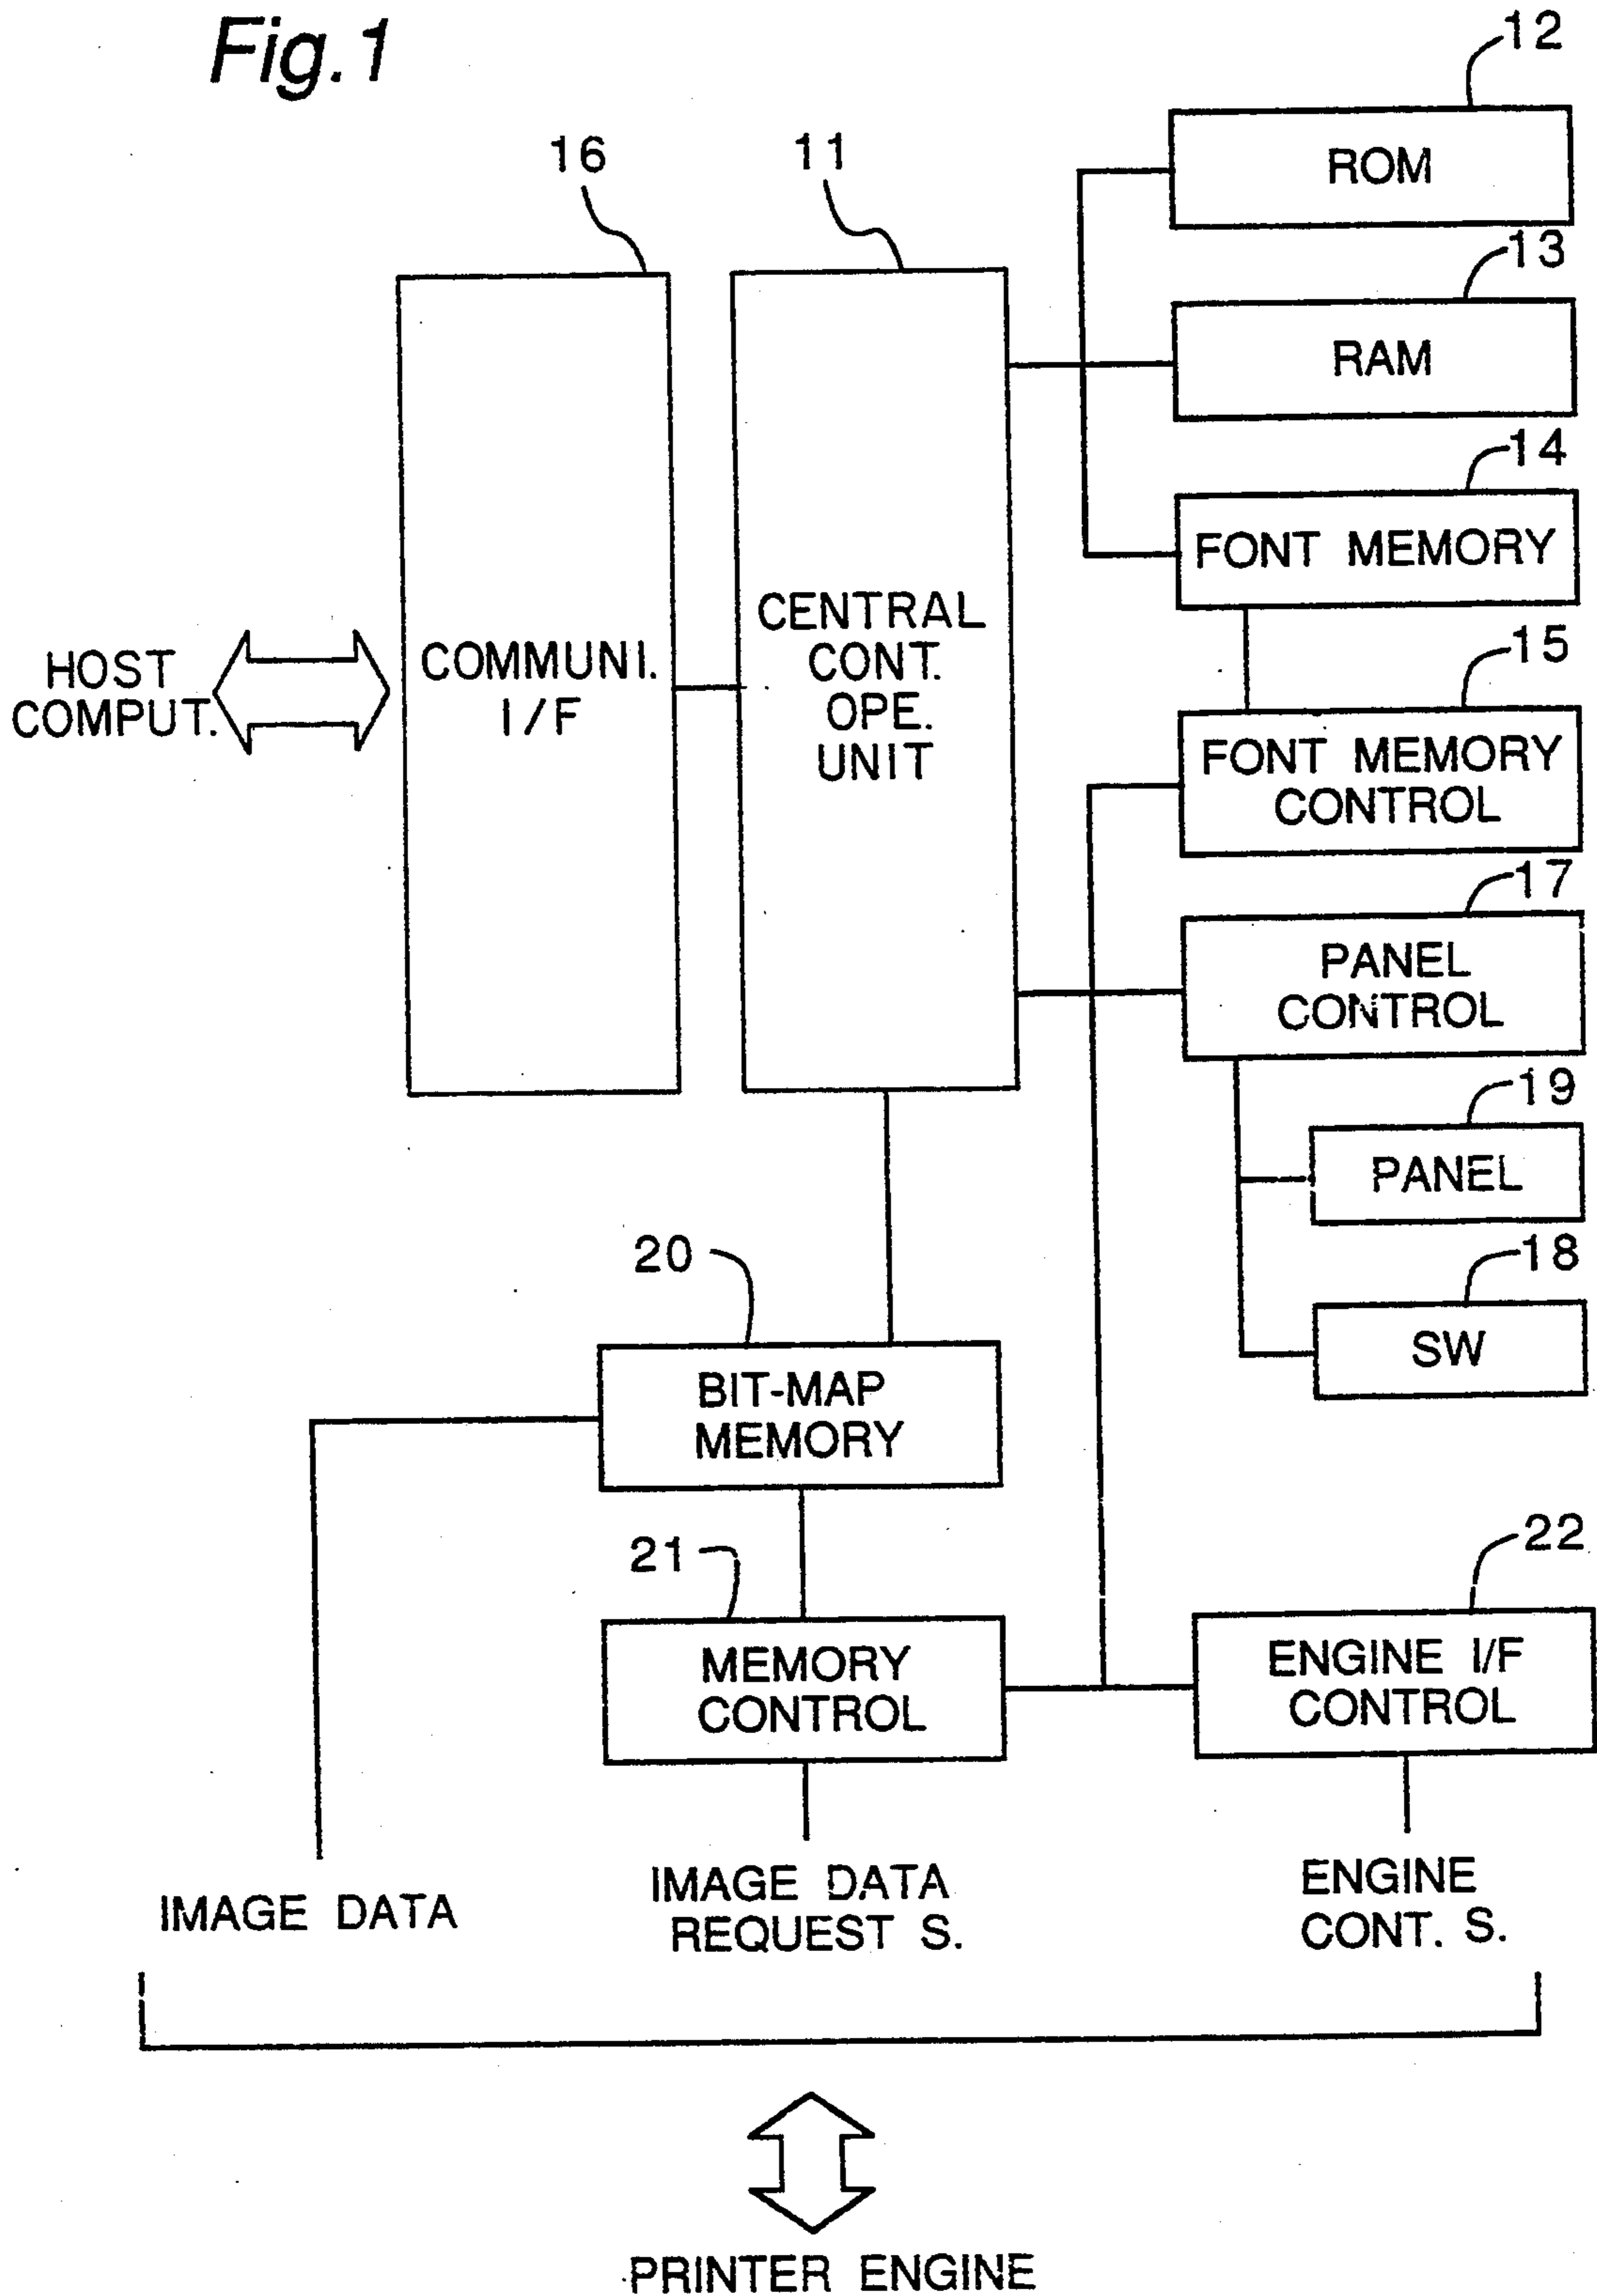 Fig.1
12
ROM
16
11
13
RAM
14
FONT MEMORY
HOST
COMPUT.
COMMUNI.
I/F
CENTRAL
CONT.
OPE.
UNIT
15
FONT MEMORY
CONTROL
17
PANEL
CONTROL
19
PANEL
18
SW
20
BIT-MAP
MEMORY
21
MEMORY
CONTROL
22
ENGINE I/F
CONTROL
IMAGE DATA
IMAGE DATA
REQUEST S.
ENGINE
CONT. S.
PRINTER ENGINE